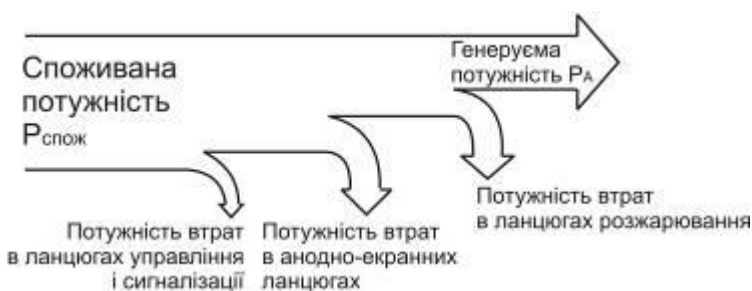 Споживана
потужність
Pспож
Генеруєма
потужність PА
Потужність втрат
в ланцюгах управління
і сигналізації
Потужність втрат
в анодно-екранних
ланцюгах
Потужність втрат
в ланцюгах розжарювання